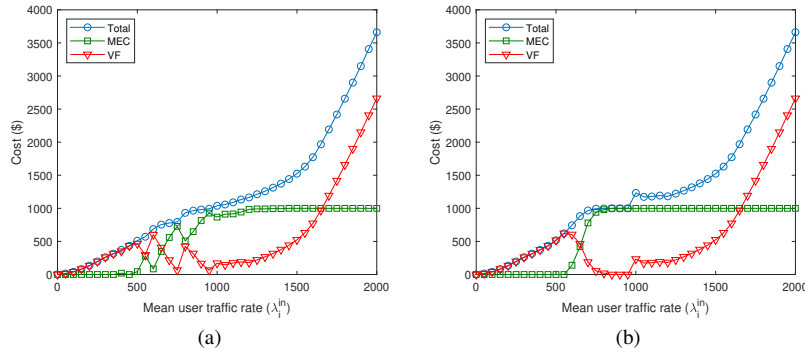 4000
3500
3000
2500
2000
1500
1000
500
0
Cost ($)
Total
MEC
VF
0 500 1000 1500 2000
Mean user traffic rate (λ_i^in)
(a)
4000
3500
3000
2500
2000
1500
1000
500
0
Cost ($)
Total
MEC
VF
0 500 1000 1500 2000
Mean user traffic rate (λ_i^in)
(b)